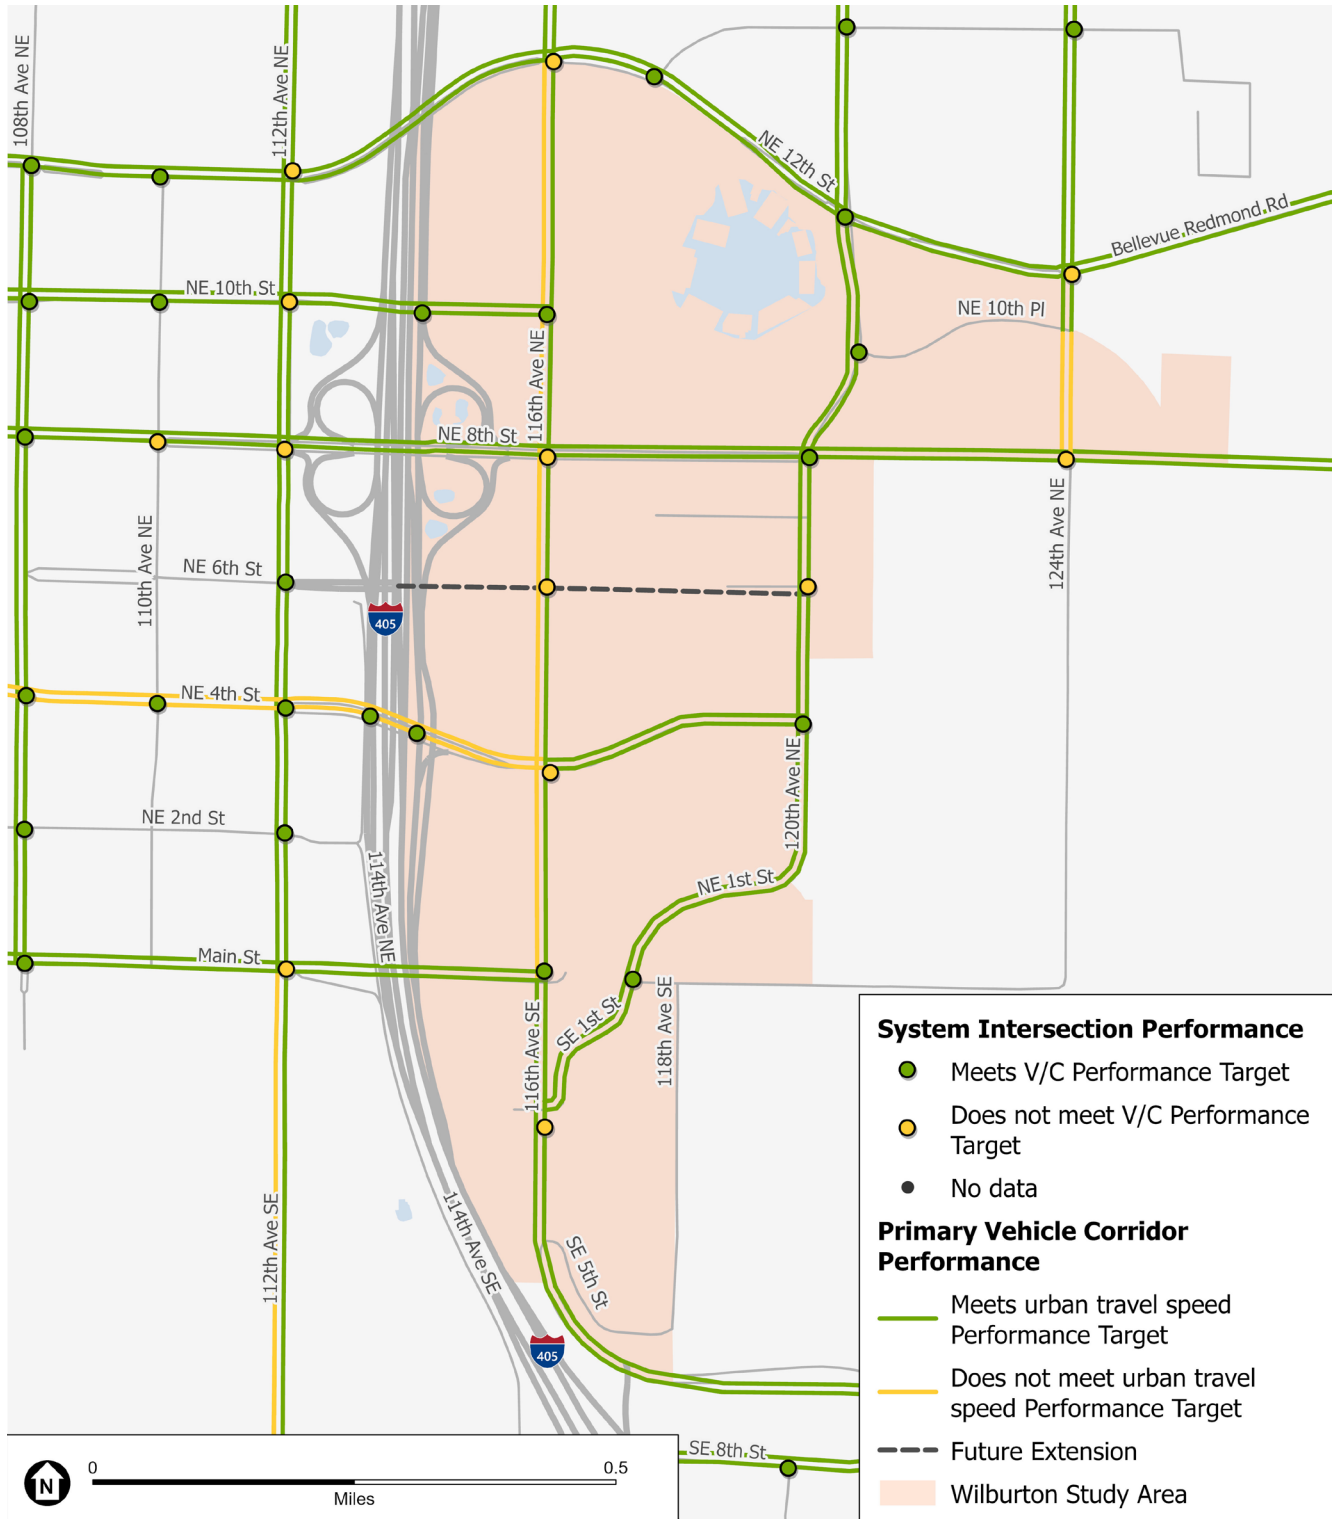 108th Ave NE
112th Ave NE
NE 12th St
Bellevue Redmond Rd
NE 10th St
NE 10th Pl
116th Ave NE
NE 8th St
110th Ave NE
NE 6th St
124th Ave NE
405
NE 4th St
120th Ave NE
NE 2nd St
114th Ave NE
NE 1st St
Main St
116th Ave SE
SE 1st St
118th Ave SE
112th Ave SE
114th Ave SE
SE 5th St
405
SE 8th St
System Intersection Performance
Meets V/C Performance Target
Does not meet V/C Performance
Target
No data
Primary Vehicle Corridor
Performance
Meets urban travel speed
Performance Target
Does not meet urban travel
speed Performance Target
Future Extension
Wilburton Study Area
N
0
0.5
Miles